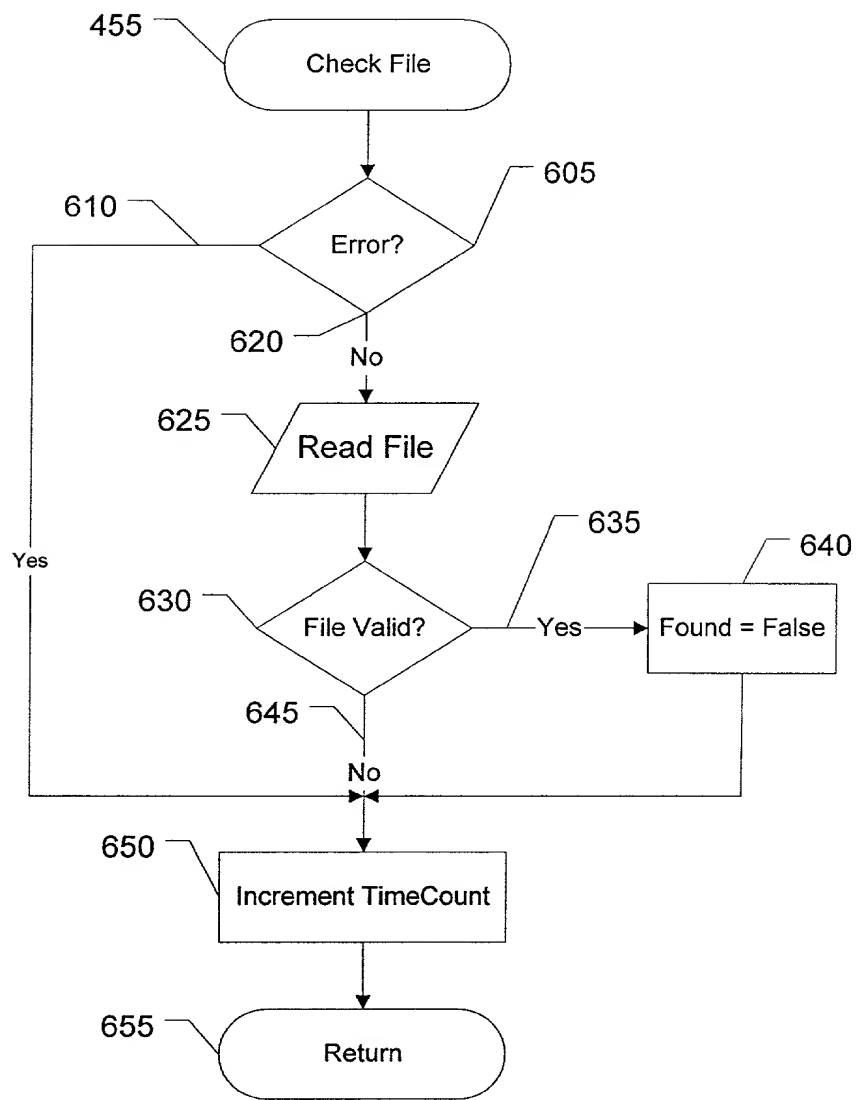 455
Check File
605
610
Error?
620
No
625
Read File
Yes
635
640
630
File Valid?
Yes
Found = False
645
No
650
Increment TimeCount
655
Return